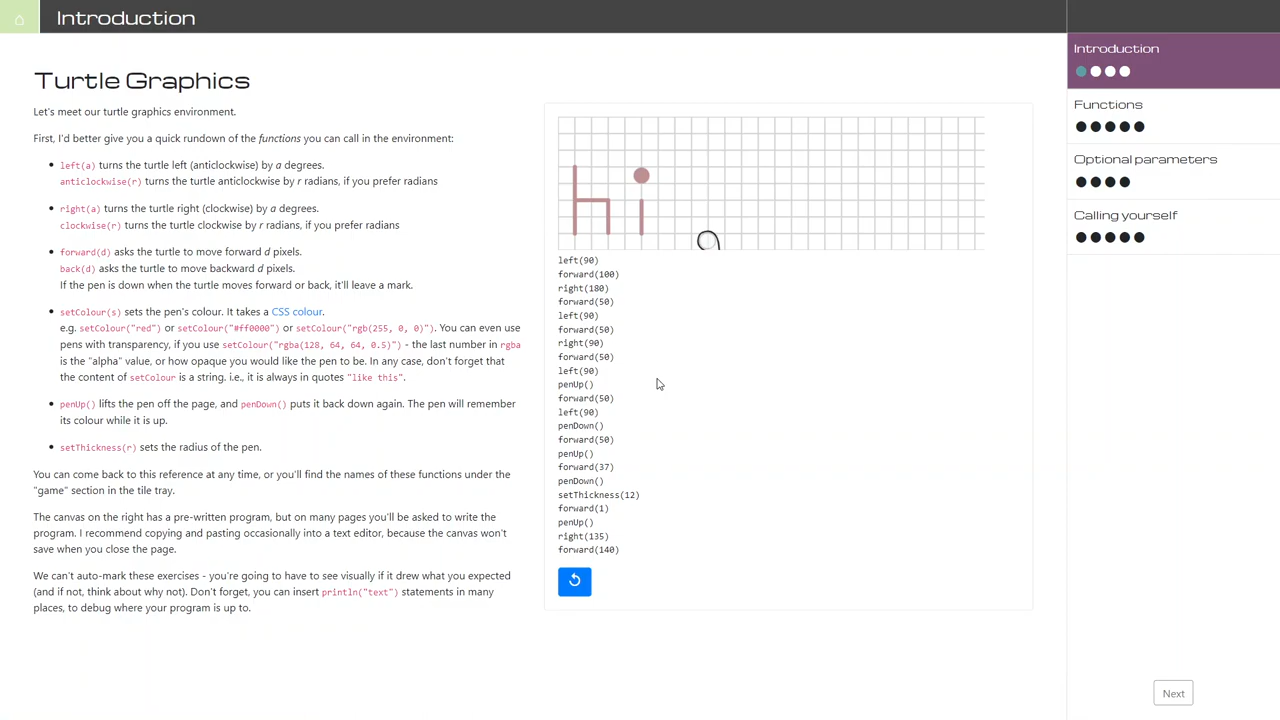 Introduction
Turtle Graphics
Let's meet our turtle graphics environment.
First, I'd better give you a quick rundown of the functions you can call in the environment:
left(a) turns the turtle left (anticlockwise) by a degrees.
anticlockwise(r) turns the turtle anticlockwise by r radians, if you prefer radians
right(a) turns the turtle right (clockwise) by a degrees.
clockwise(r) turns the turtle clockwise by r radians, if you prefer radians
forward(d) asks the turtle to move forward d pixels.
back(d) asks the turtle to move backward d pixels.
If the pen is down when the turtle moves forward or back, it'll leave a mark.
setColour(s) sets the pen's colour. It takes a CSS colour.
e.g. setColour("red") or setColour("#ff0000") or setColour("rgb(255, 0, 0)"). You can even use
pens with transparency, if you use setColour("rgba(128, 64, 64, 0.5)") - the last number in rgba
is the "alpha" value, or how opaque you would like the pen to be. In any case, don't forget that
the content of setColour is a string. i.e., it is always in quotes "like this".
penUp() lifts the pen off the page, and penDown() puts it back down again. The pen will remember
its colour while it is up.
setThickness(r) sets the radius of the pen.
You can come back to this reference at any time, or you'll find the names of these functions under the
"game" section in the tile tray.
The canvas on the right has a pre-written program, but on many pages you'll be asked to write the
program. I recommend copying and pasting occasionally into a text editor, because the canvas won't
save when you close the page.
We can't auto-mark these exercises - you're going to have to see visually if it drew what you expected
(and if not, think about why not). Don't forget, you can insert println("text") statements in many
places, to debug where your program is up to.
hi
left(90)
forward(100)
right(180)
forward(50)
left(90)
forward(50)
right(90)
forward(50)
left(90)
penUp()
forward(50)
left(90)
penDown()
forward(50)
penUp()
forward(37)
penDown()
setThickness(12)
forward(1)
penUp()
right(135)
forward(140)
Introduction
Functions
Optional parameters
Calling yourself
Next